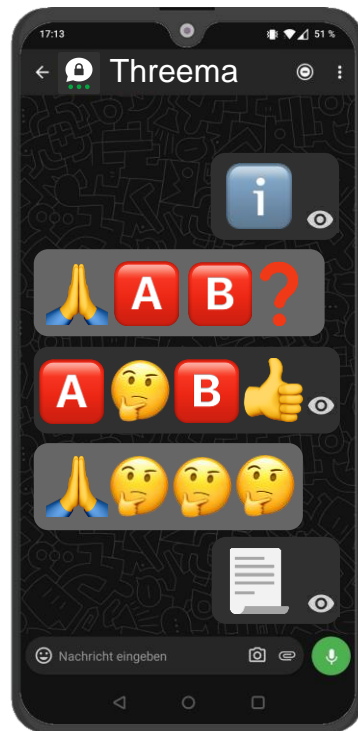 17:13 51 %
Threema
i
A B ?
A B
Nachricht eingeben